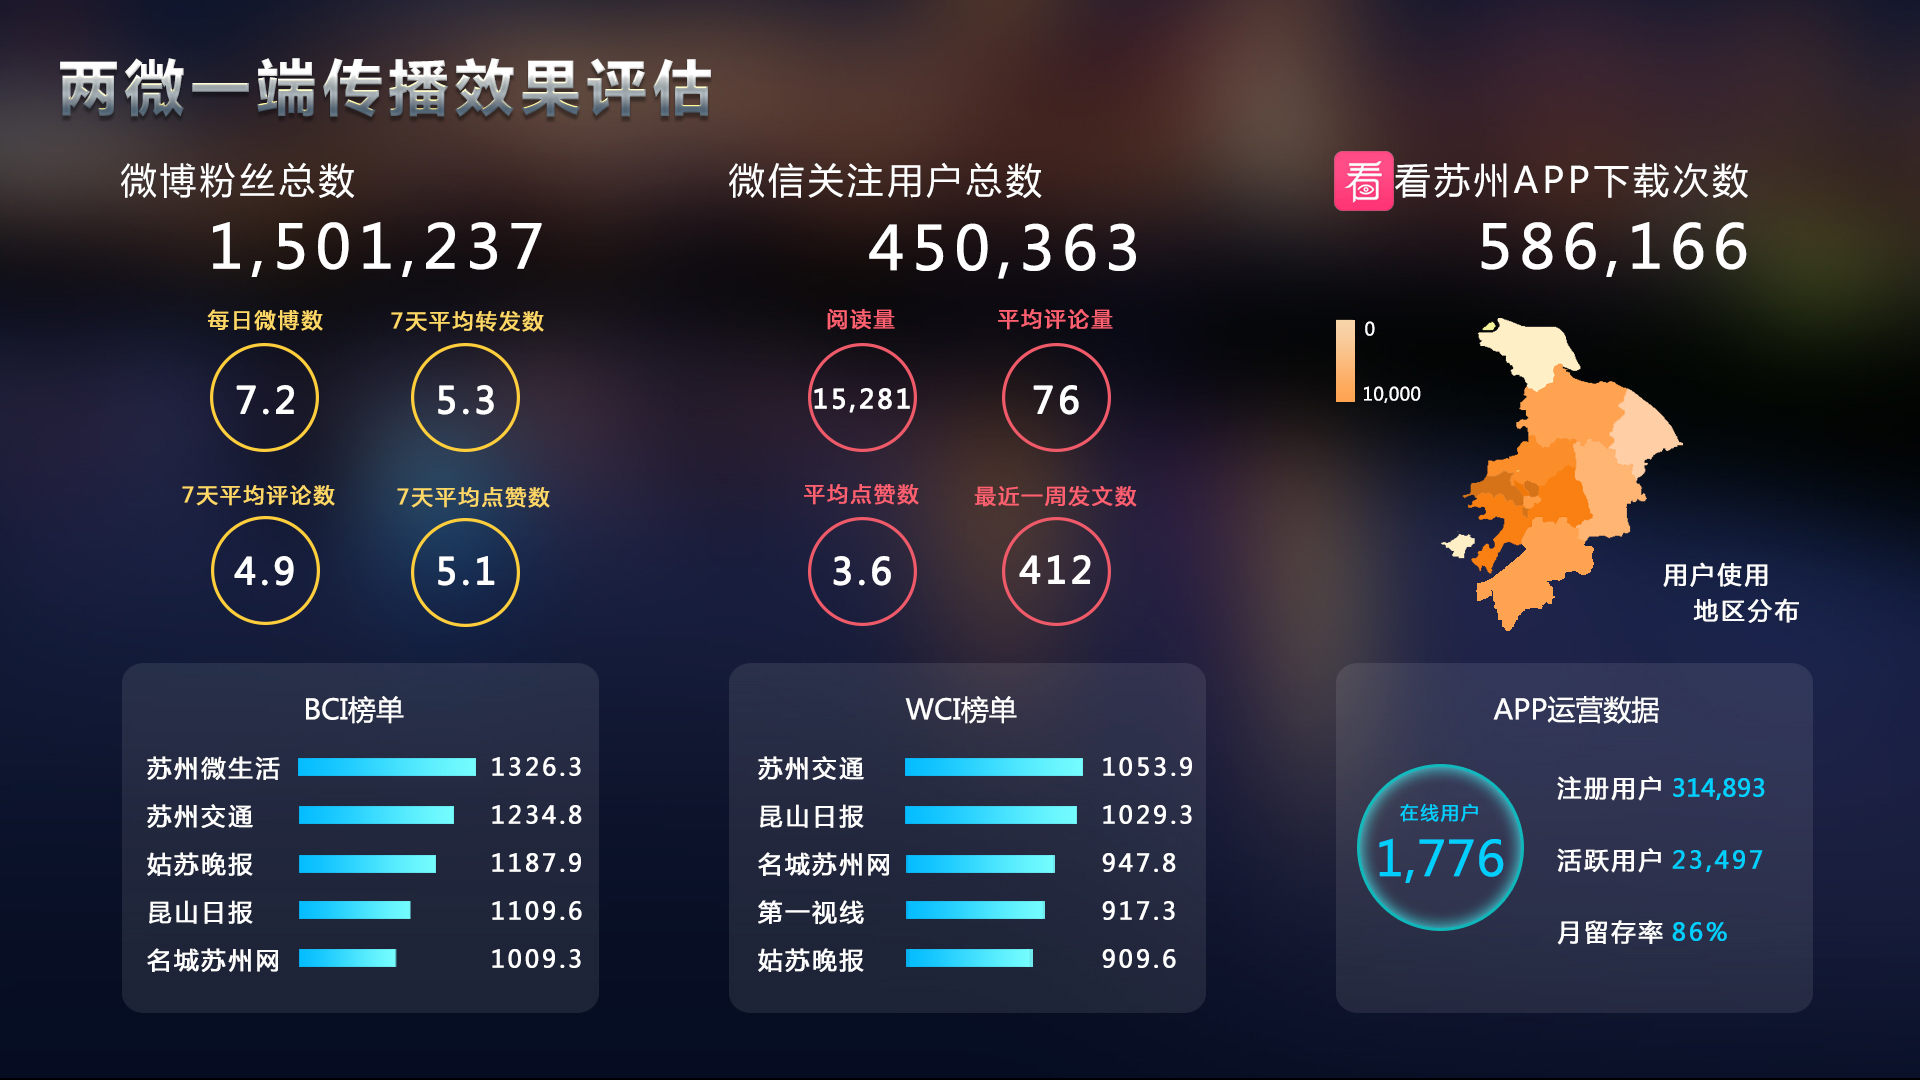 两微一端传播效果评估
微博粉丝总数
1,501,237
每日微博数
7.2
7天平均转发数
5.3
7天平均评论数
4.9
7天平均点赞数
5.1
BCI榜单
苏州微生活 1326.3
苏州交通 1234.8
姑苏晚报 1187.9
昆山日报 1109.6
名城苏州网 1009.3
微信关注用户总数
450,363
阅读量
15,281
平均评论量
76
平均点赞数
3.6
最近一周发文数
412
WCI榜单
苏州交通 1053.9
昆山日报 1029.3
名城苏州网 947.8
第一视线 917.3
姑苏晚报 909.6
看
看苏州APP下载次数
586,166
0
10,000
用户使用
地区分布
APP运营数据
在线用户
1,776
注册用户 314,893
活跃用户 23,497
月留存率 86%